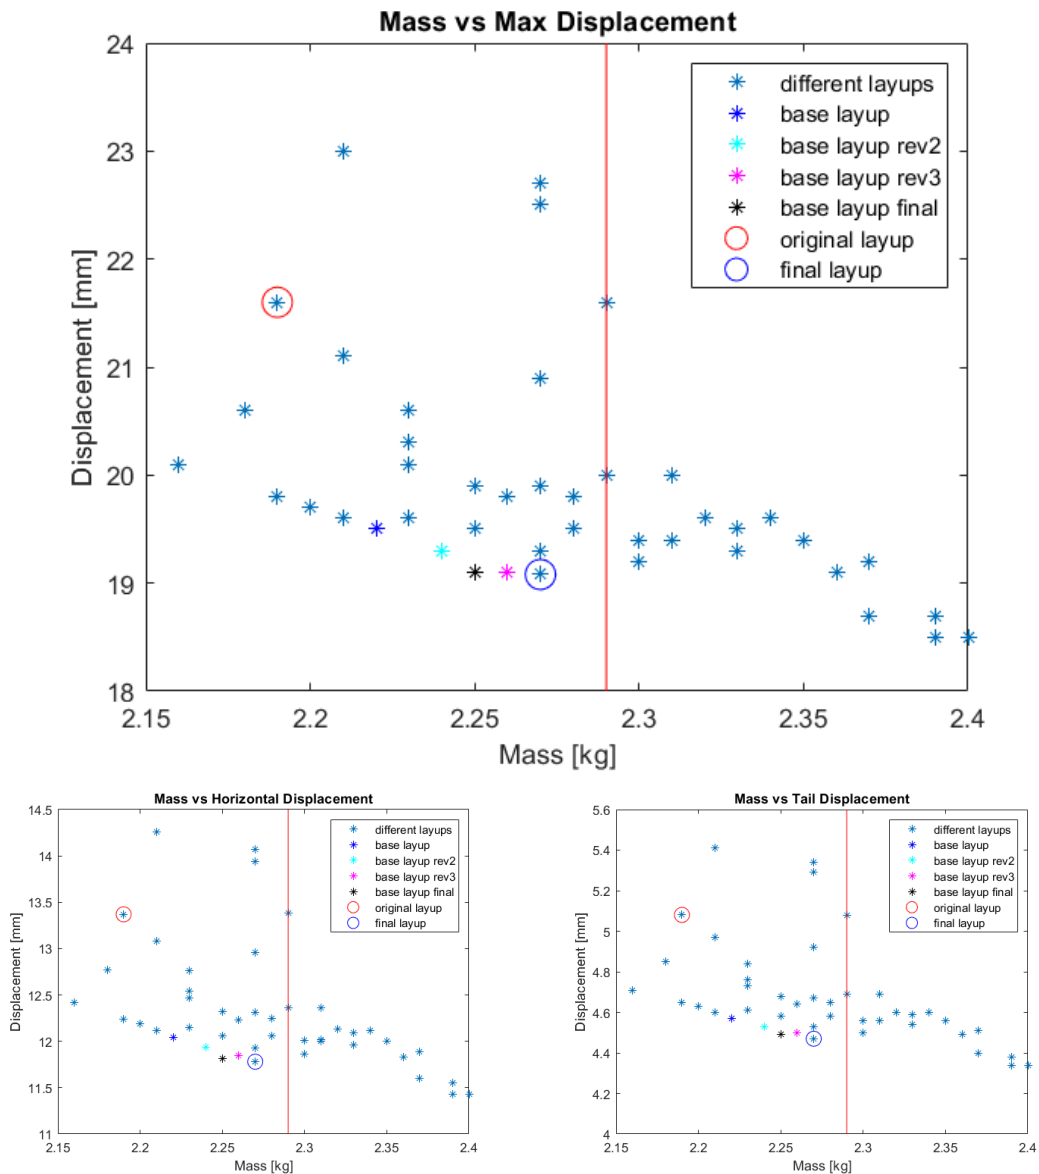 Mass vs Max Displacement
24
23
22
21
20
19
18
Displacement [mm]
2.15 2.2 2.25 2.3 2.35 2.4
Mass [kg]
different layups
base layup
base layup rev2
base layup rev3
base layup final
original layup
final layup
Mass vs Horizontal Displacement
14.5
14
13.5
13
12.5
12
11.5
11
Displacement [mm]
2.15 2.2 2.25 2.3 2.35 2.4
Mass [kg]
different layups
base layup
base layup rev2
base layup rev3
base layup final
original layup
final layup
Mass vs Tail Displacement
5.6
5.4
5.2
5
4.8
4.6
4.4
4.2
4
Displacement [mm]
2.15 2.2 2.25 2.3 2.35 2.4
Mass [kg]
different layups
base layup
base layup rev2
base layup rev3
base layup final
original layup
final layup